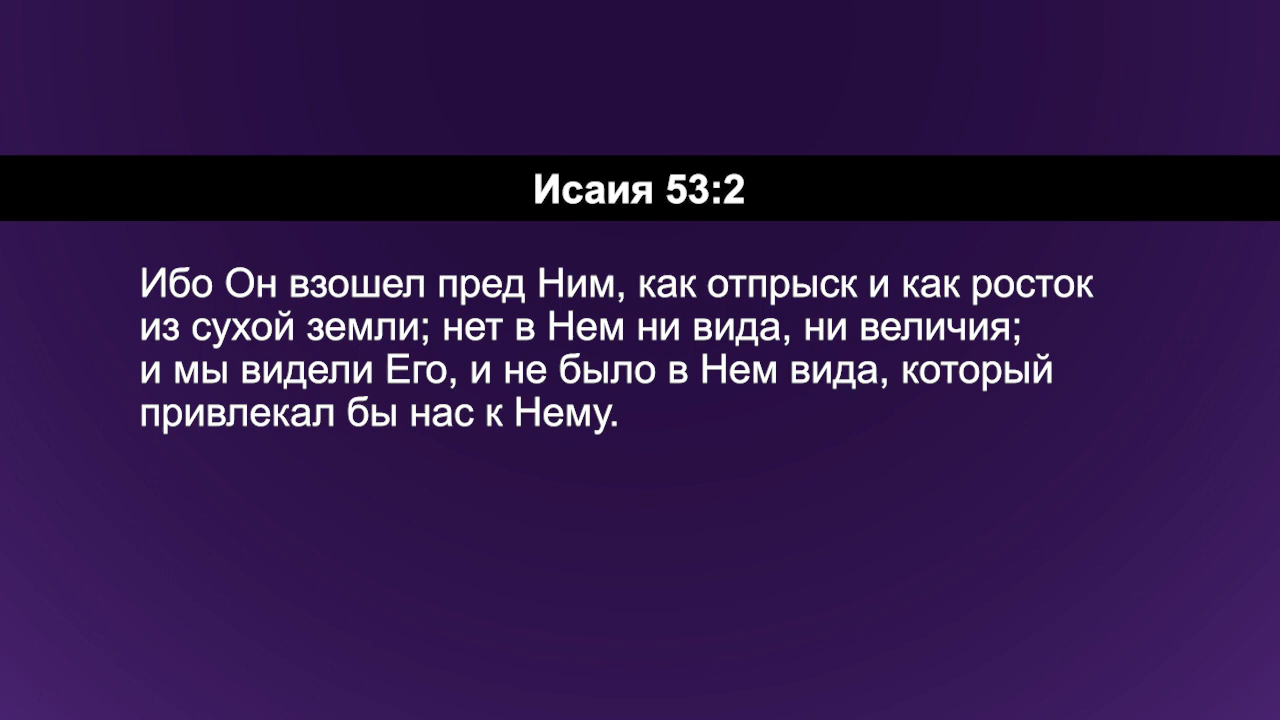 Исаия 53:2
Ибо Он взошел пред Ним, как отпрыск и как росток
из сухой земли; нет в Нем ни вида, ни величия;
и мы видели Его, и не было в Нем вида, который
привлекал бы нас к Нему.